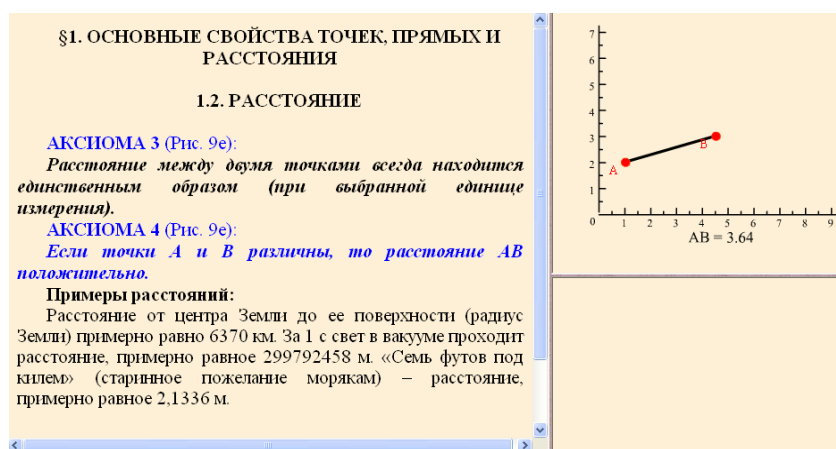 §1. ОСНОВНЫЕ СВОЙСТВА ТОЧЕК, ПРЯМЫХ И
РАССТОЯНИЯ
1.2. РАССТОЯНИЕ
АКСИОМА 3 (Рис. 9е):
Расстояние между двумя точками всегда находится
единственным образом (при выбранной единице
измерения).
АКСИОМА 4 (Рис. 9е):
Если точки A и B различны, то расстояние AB
положительно.
Примеры расстояний:
Расстояние от центра Земли до ее поверхности (радиус
Земли) примерно равно 6370 км. За 1 с свет в вакууме проходит
расстояние, примерно равное 299792458 м. «Семь футов под
килем» (старинное пожелание морякам) – расстояние,
примерно равное 2,1336 м.
7
6
5
4
3
2
1
A
B
0 1 2 3 4 5 6 7 8 9
AB = 3.64